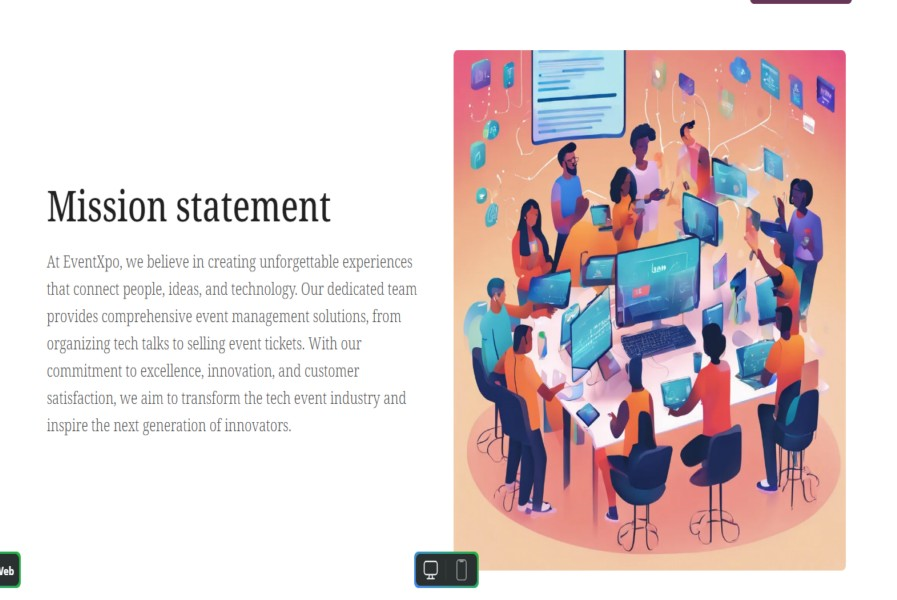 Mission statement
At EventXpo, we believe in creating unforgettable experiences
that connect people, ideas, and technology. Our dedicated team
provides comprehensive event management solutions, from
organizing tech talks to selling event tickets. With our
commitment to excellence, innovation, and customer
satisfaction, we aim to transform the tech event industry and
inspire the next generation of innovators.